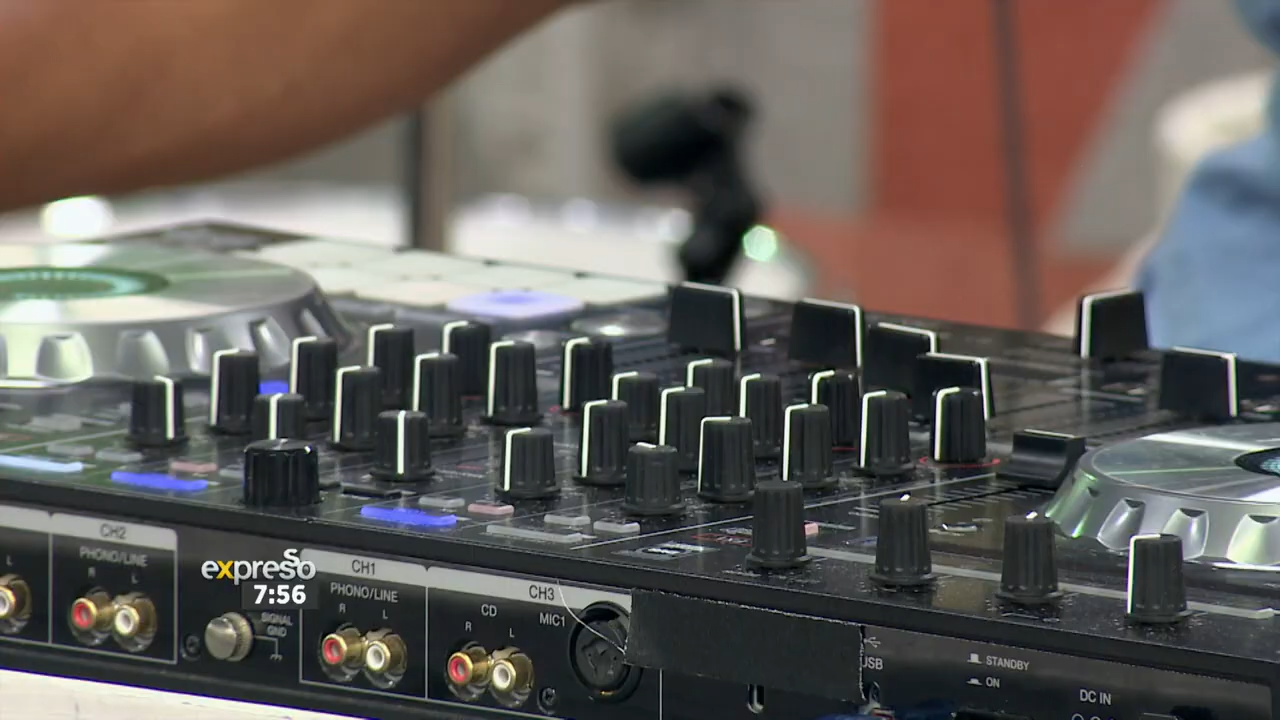 CH2
PHONO/LINE
L
R L
expresso
7:56
SIGNAL
GND
CH1
PHONO/LINE
R L
CH3
CD
MIC1
R L
USB
STANDBY
ON
DC IN